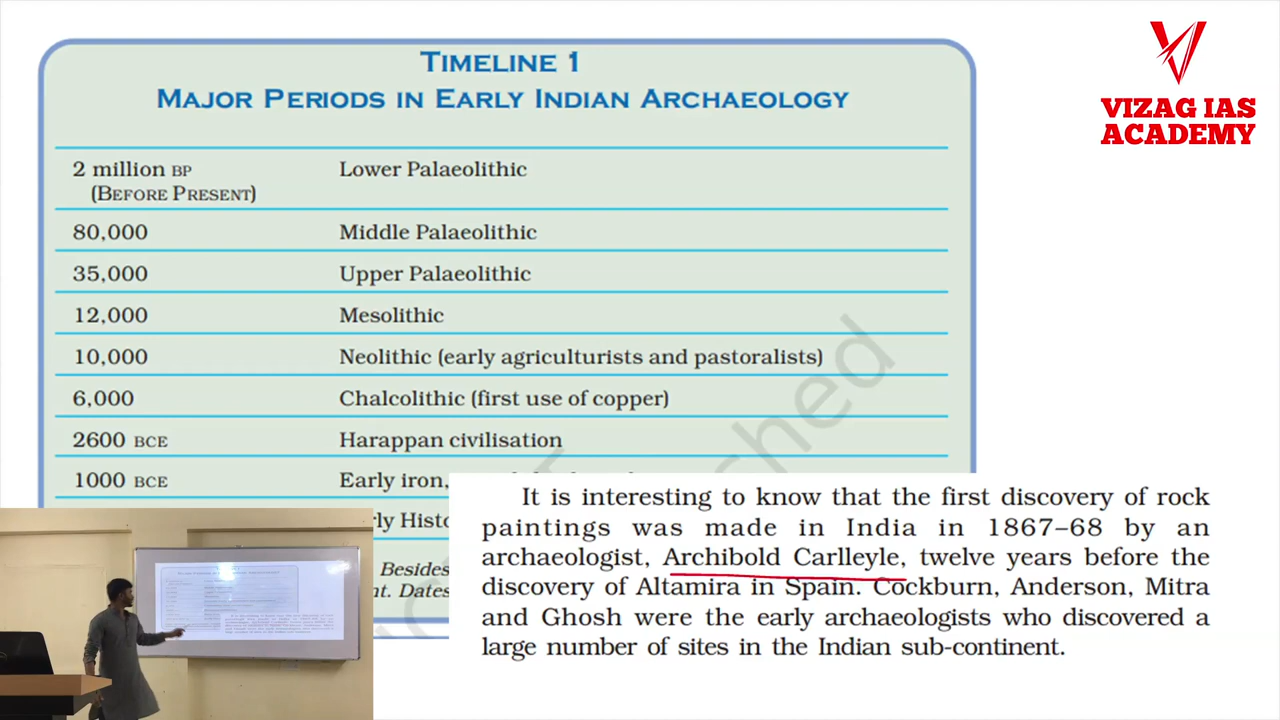 TIMELINE 1
MAJOR PERIODS IN EARLY INDIAN ARCHAEOLOGY
2 million BP Lower Palaeolithic
(BEFORE PRESENT)
80,000 Middle Palaeolithic
35,000 Upper Palaeolithic
12,000 Mesolithic
10,000 Neolithic (early agriculturists and pastoralists)
6,000 Chalcolithic (first use of copper)
2600 BCE Harappan civilisation
1000 BCE Early iron,
Besides
Dates
It is interesting to know that the first discovery of rock
paintings was made in India in 1867–68 by an
archaeologist, Archibold Carlleyle, twelve years before the
discovery of Altamira in Spain. Cockburn, Anderson, Mitra
and Ghosh were the early archaeologists who discovered a
large number of sites in the Indian sub-continent.
VIZAG IAS
ACADEMY